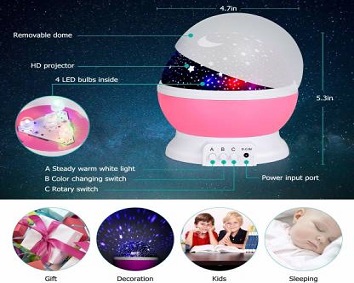 4.7in
Removable dome
HD projector
4 LED bulbs inside
5.3in
A B C
A Steady warm white light
B Color changing switch
C Rotary switch
Power input port
Gift
Decoration
Kids
Sleeping